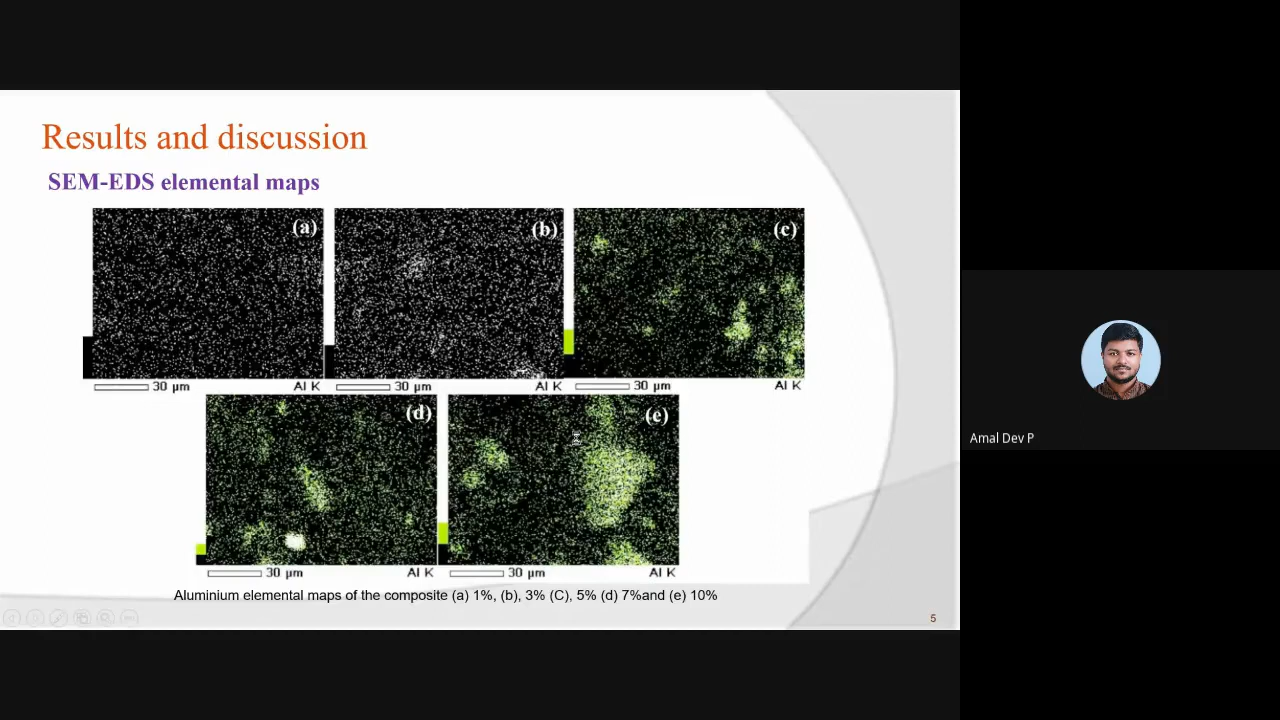 Results and discussion
SEM-EDS elemental maps
(a) (b) (c)
30 µm Al K 30 µm Al K 30 µm Al K
(d) (e)
30 µm Al K 30 µm Al K
Aluminium elemental maps of the composite (a) 1%, (b), 3% (C), 5% (d) 7%and (e) 10%
5
Amal Dev P